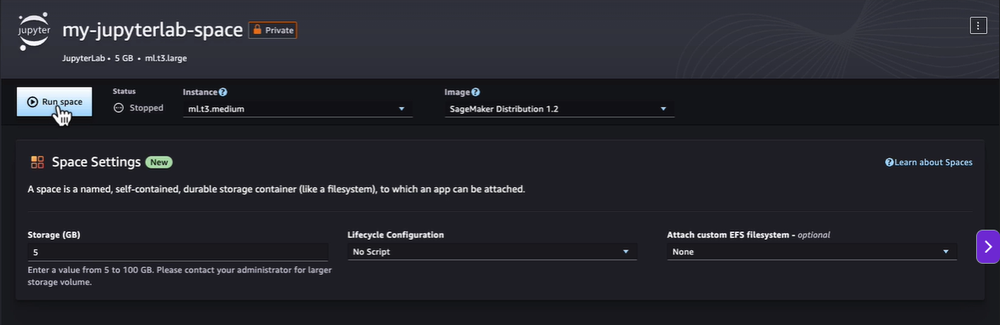 jupyter
my-jupyterlab-space Private
JupyterLab • 5 GB • ml.t3.large
Run space
Status
Stopped
Instance
ml.t3.medium
Image
SageMaker Distribution 1.2
Space Settings New
Learn about Spaces
A space is a named, self-contained, durable storage container (like a filesystem), to which an app can be attached.
Storage (GB)
5
Enter a value from 5 to 100 GB. Please contact your administrator for larger
storage volume.
Lifecycle Configuration
No Script
Attach custom EFS filesystem - optional
None